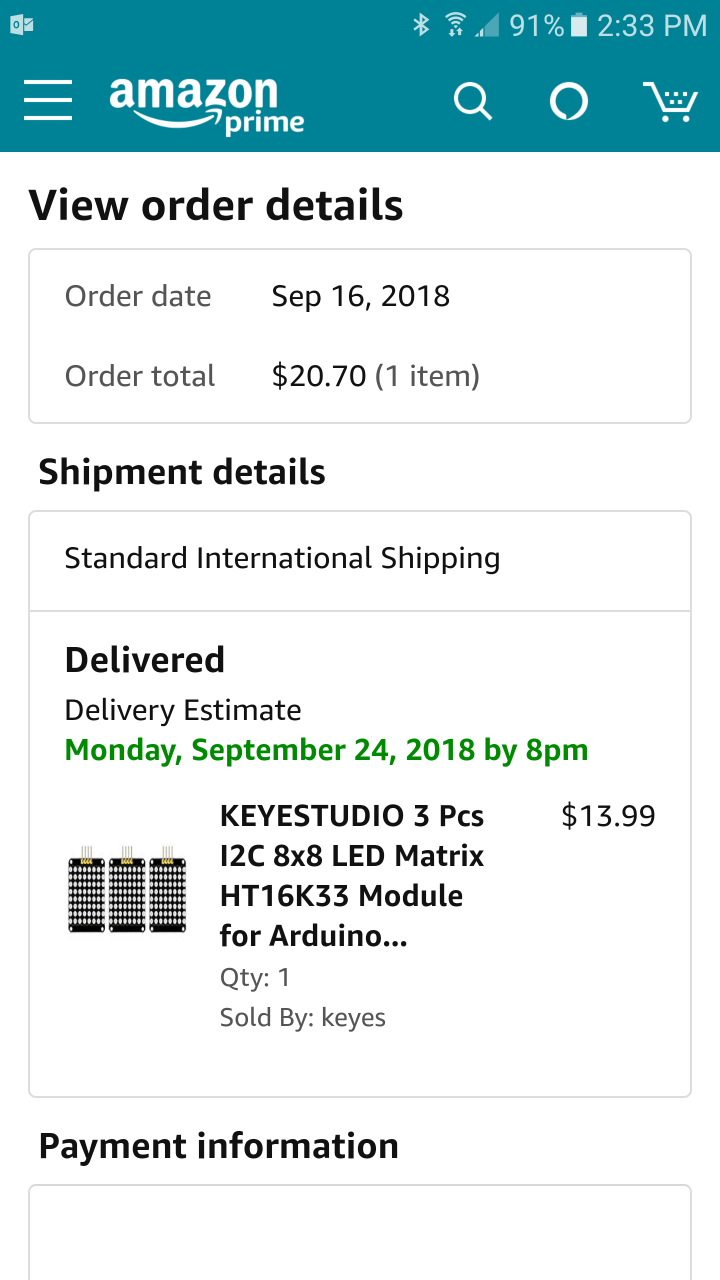 91% 2:33 PM
amazon
prime
View order details
Order date Sep 16, 2018
Order total $20.70 (1 item)
Shipment details
Standard International Shipping
Delivered
Delivery Estimate
Monday, September 24, 2018 by 8pm
KEYESTUDIO 3 Pcs $13.99
I2C 8x8 LED Matrix
HT16K33 Module
for Arduino...
Qty: 1
Sold By: keyes
Payment information